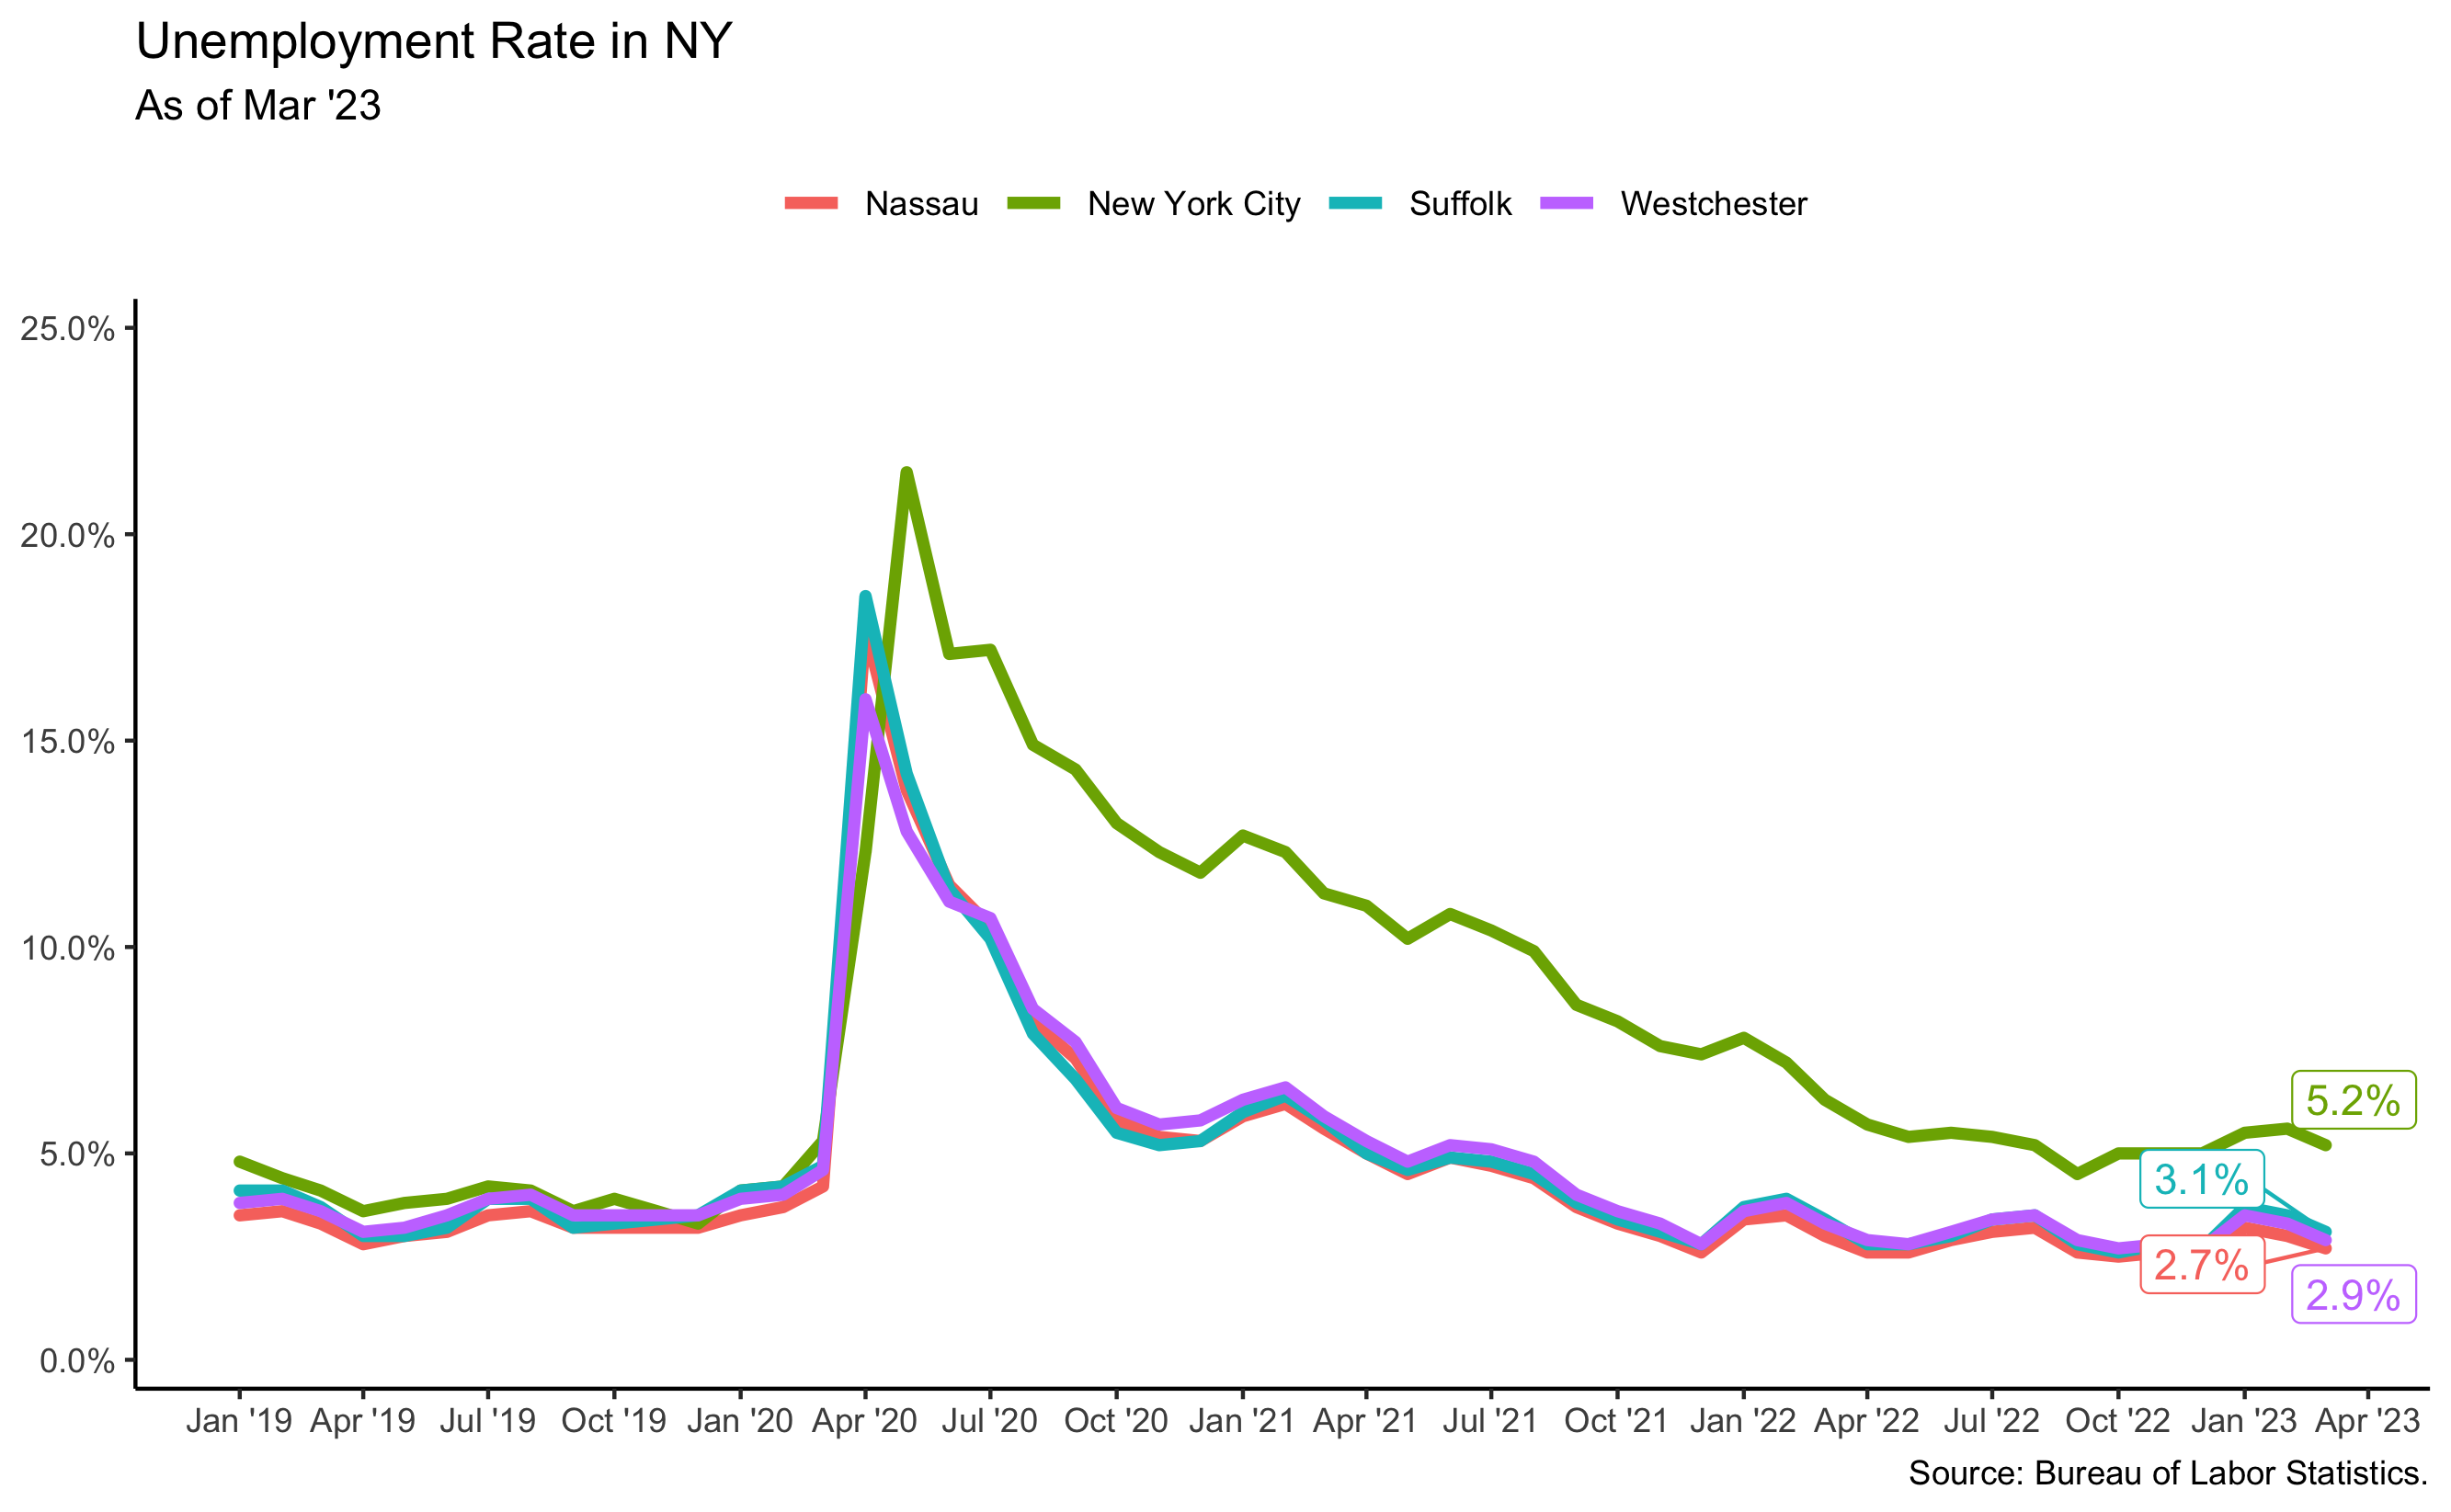 Unemployment Rate in NY
As of Mar '23
Nassau New York City Suffolk Westchester
25.0%
20.0%
15.0%
10.0%
5.0%
0.0%
5.2%
3.1%
2.7%
2.9%
Jan '19 Apr '19 Jul '19 Oct '19 Jan '20 Apr '20 Jul '20 Oct '20 Jan '21 Apr '21 Jul '21 Oct '21 Jan '22 Apr '22 Jul '22 Oct '22 Jan '23 Apr '23
Source: Bureau of Labor Statistics.